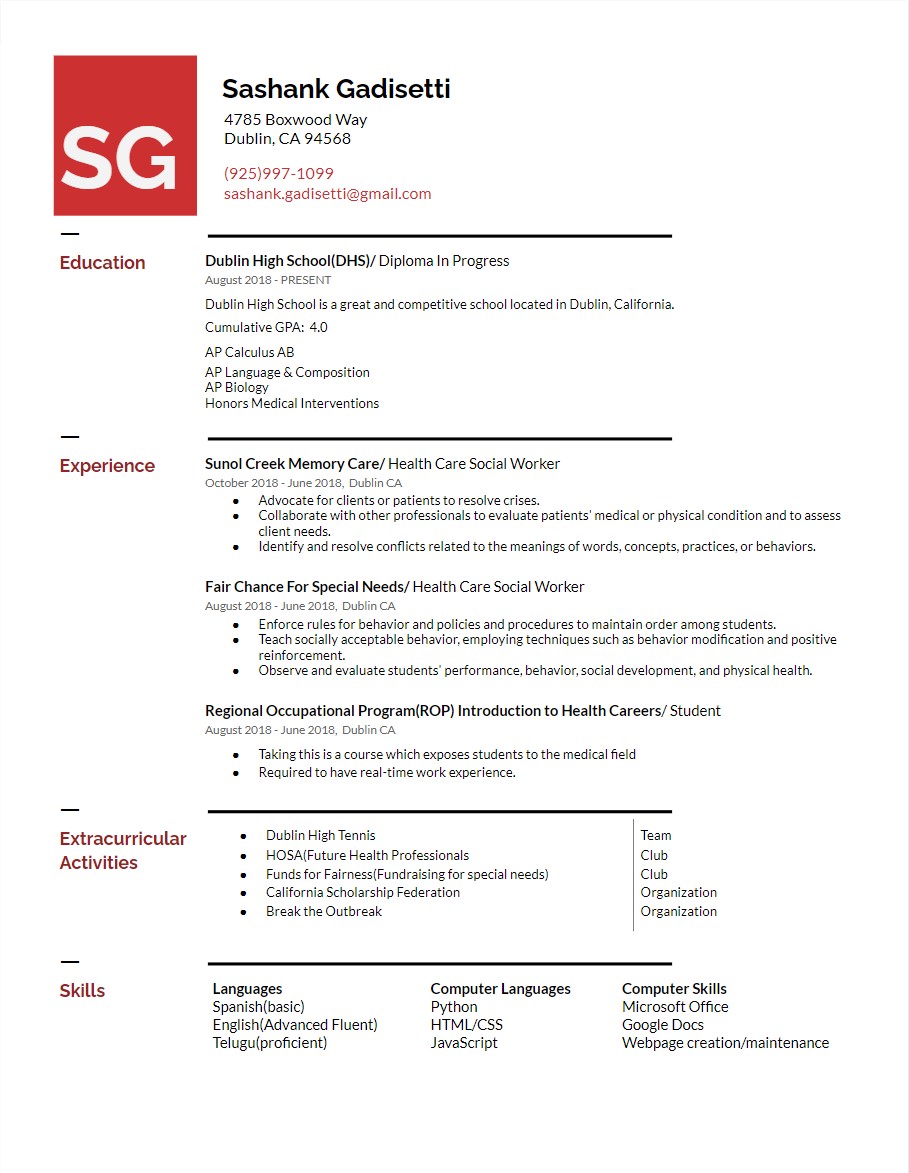 SG
Sashank Gadisetti
4785 Boxwood Way
Dublin, CA 94568
(925)997-1099
sashank.gadisetti@gmail.com
Education
Dublin High School(DHS)/ Diploma In Progress
August 2018 - PRESENT
Dublin High School is a great and competitive school located in Dublin, California.
Cumulative GPA: 4.0
AP Calculus AB
AP Language & Composition
AP Biology
Honors Medical Interventions
Experience
Sunol Creek Memory Care/ Health Care Social Worker
October 2018 - June 2018, Dublin CA
● Advocate for clients or patients to resolve crises.
● Collaborate with other professionals to evaluate patients' medical or physical condition and to assess
client needs.
● Identify and resolve conflicts related to the meanings of words, concepts, practices, or behaviors.
Fair Chance For Special Needs/ Health Care Social Worker
August 2018 - June 2018, Dublin CA
● Enforce rules for behavior and policies and procedures to maintain order among students.
● Teach socially acceptable behavior, employing techniques such as behavior modification and positive
reinforcement.
● Observe and evaluate students' performance, behavior, social development, and physical health.
Regional Occupational Program(ROP) Introduction to Health Careers/ Student
August 2018 - June 2018, Dublin CA
● Taking this is a course which exposes students to the medical field
● Required to have real-time work experience.
Extracurricular
Activities
● Dublin High Tennis Team
● HOSA(Future Health Professionals Club
● Funds for Fairness(Fundraising for special needs) Club
● California Scholarship Federation Organization
● Break the Outbreak Organization
Skills
Languages Computer Languages Computer Skills
Spanish(basic) Python Microsoft Office
English(Advanced Fluent) HTML/CSS Google Docs
Telugu(proficient) JavaScript Webpage creation/maintenance